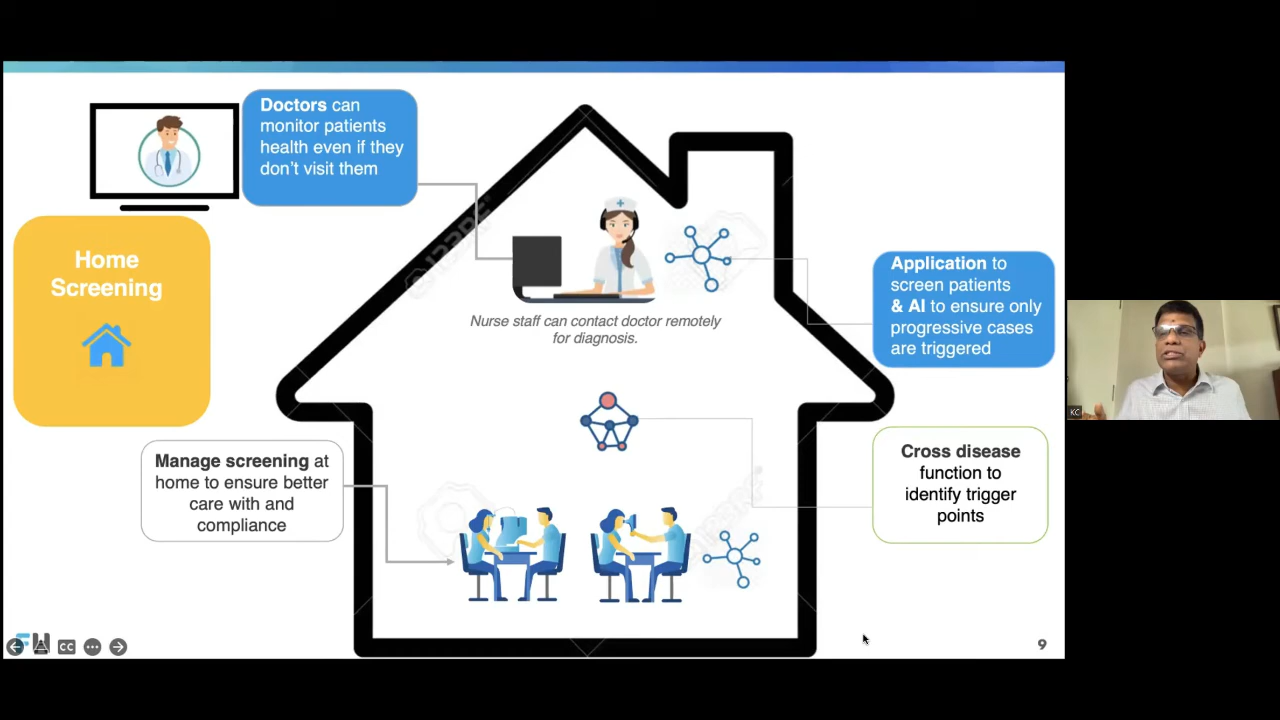 Doctors can
monitor patients
health even if they
don't visit them
Home
Screening
Nurse staff can contact doctor remotely
for diagnosis.
Application to
screen patients
& AI to ensure only
progressive cases
are triggered
Manage screening at
home to ensure better
care with and
compliance
Cross disease
function to
identify trigger
points
CC
9
KC